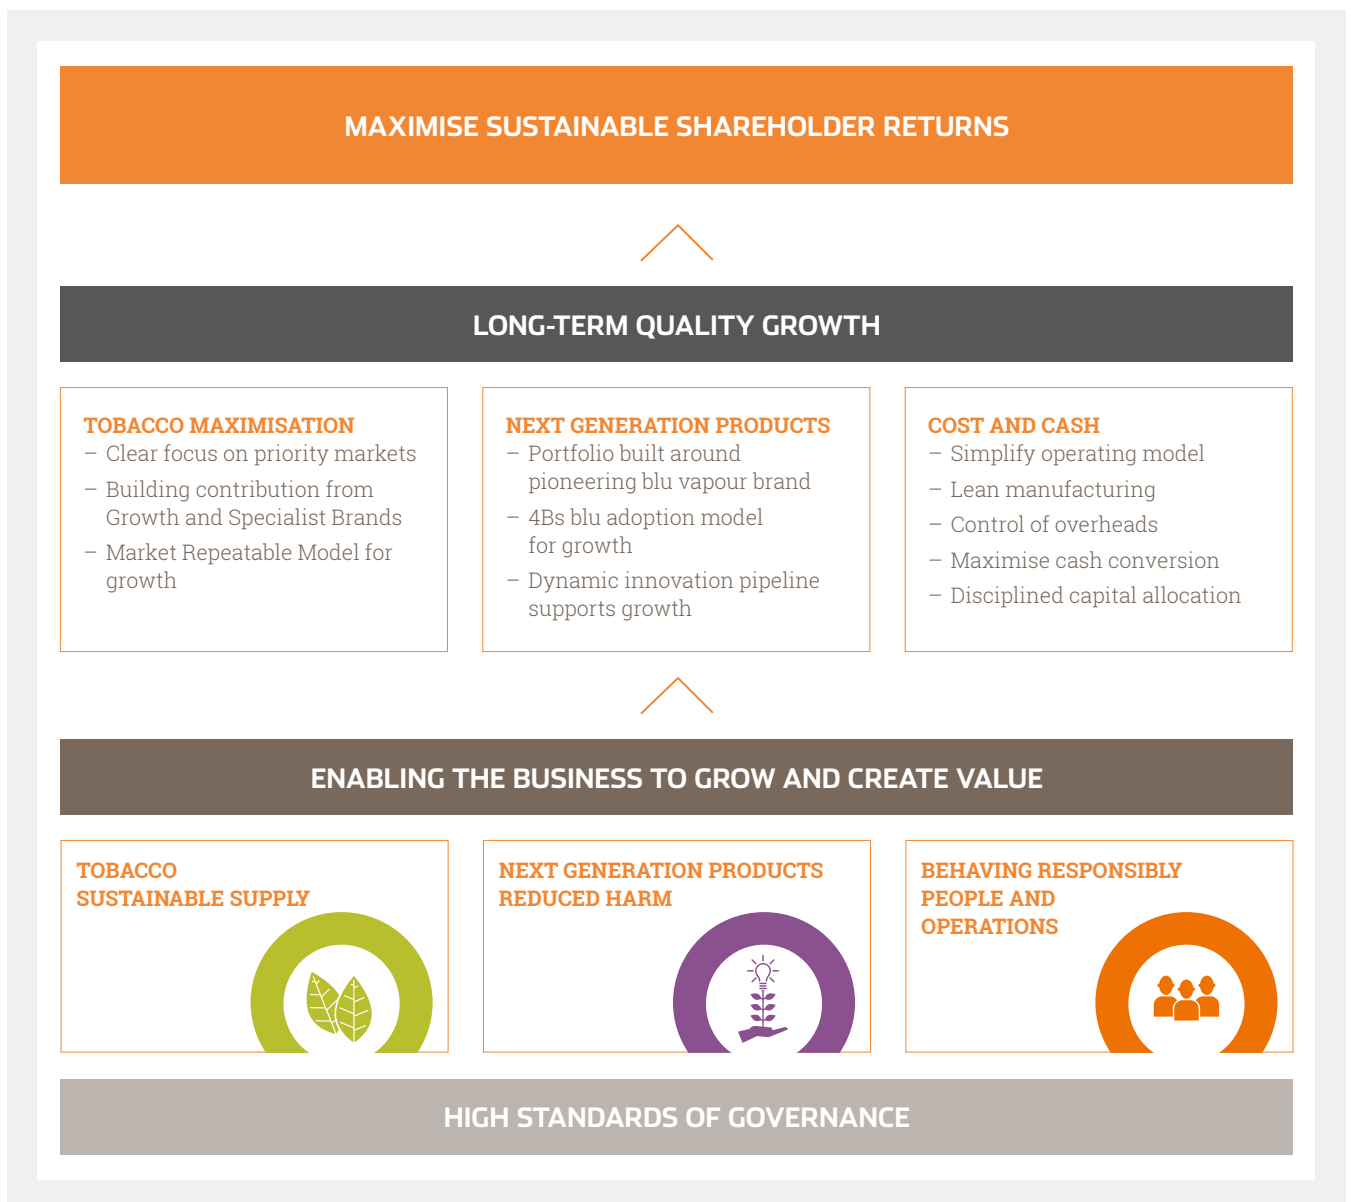 MAXIMISE SUSTAINABLE SHAREHOLDER RETURNS
LONG-TERM QUALITY GROWTH
TOBACCO MAXIMISATION
– Clear focus on priority markets
– Building contribution from
Growth and Specialist Brands
– Market Repeatable Model for
growth
NEXT GENERATION PRODUCTS
– Portfolio built around
pioneering blu vapour brand
– 4Bs blu adoption model
for growth
– Dynamic innovation pipeline
supports growth
COST AND CASH
– Simplify operating model
– Lean manufacturing
– Control of overheads
– Maximise cash conversion
– Disciplined capital allocation
ENABLING THE BUSINESS TO GROW AND CREATE VALUE
TOBACCO
SUSTAINABLE SUPPLY
NEXT GENERATION PRODUCTS
REDUCED HARM
BEHAVING RESPONSIBLY
PEOPLE AND
OPERATIONS
HIGH STANDARDS OF GOVERNANCE